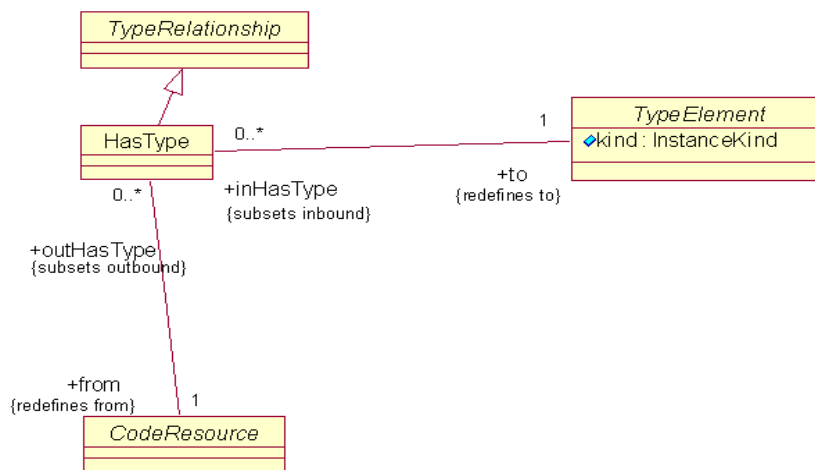 TypeRelationship
HasType
0..*
1
TypeElement
kind : InstanceKind
+to
{redefines to}
+inHasType
{subsets inbound}
0..*
+outHasType
{subsets outbound}
+from
{redefines from}
1
CodeResource